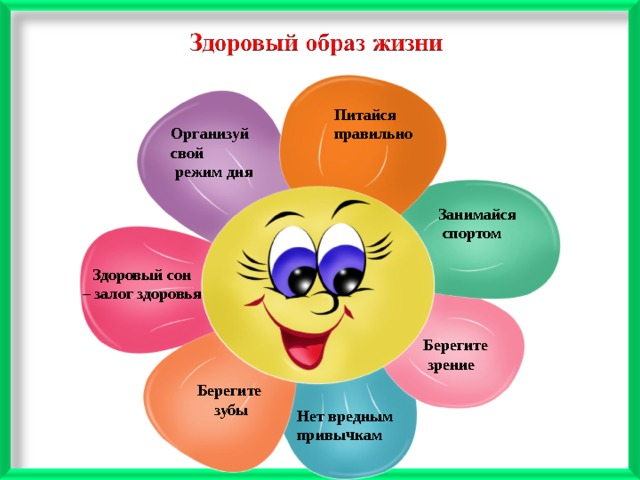 Здоровый образ жизни
Питайся
правильно
Организуй
свой
режим дня
Занимайся
спортом
Здоровый сон
– залог здоровья
Берегите
зрение
Берегите
зубы
Нет вредным
привычкам